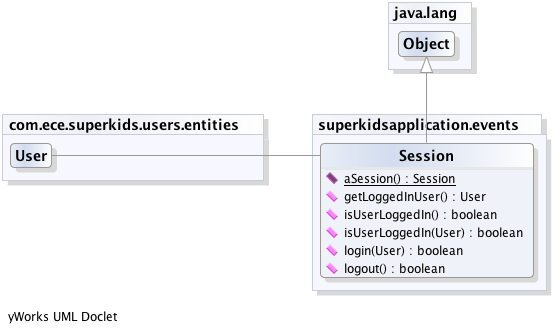 java.lang
Object
com.ece.superkids.users.entities
User
superkidsapplication.events
Session
aSession() : Session
getLoggedInUser() : User
isUserLoggedIn() : boolean
isUserLoggedIn(User) : boolean
login(User) : boolean
logout() : boolean
yWorks UML Doclet